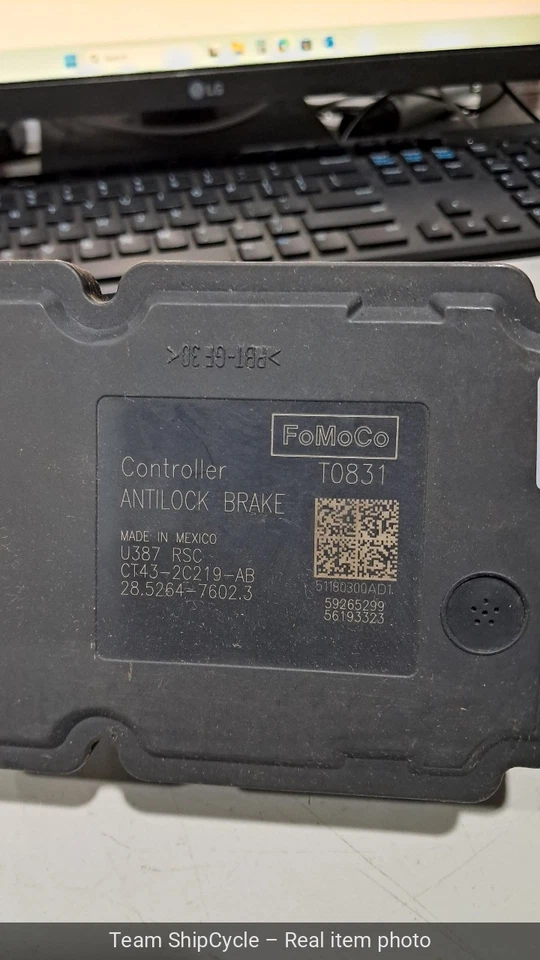 LG
>PBT-GF30<
FoMoCo
Controller T0831
ANTILOCK BRAKE
MADE IN MEXICO
U387 RSC
CT43-2C219-AB
28.5264-7602.3
51180300AD1
59265299
56193323
Team ShipCycle – Real item photo